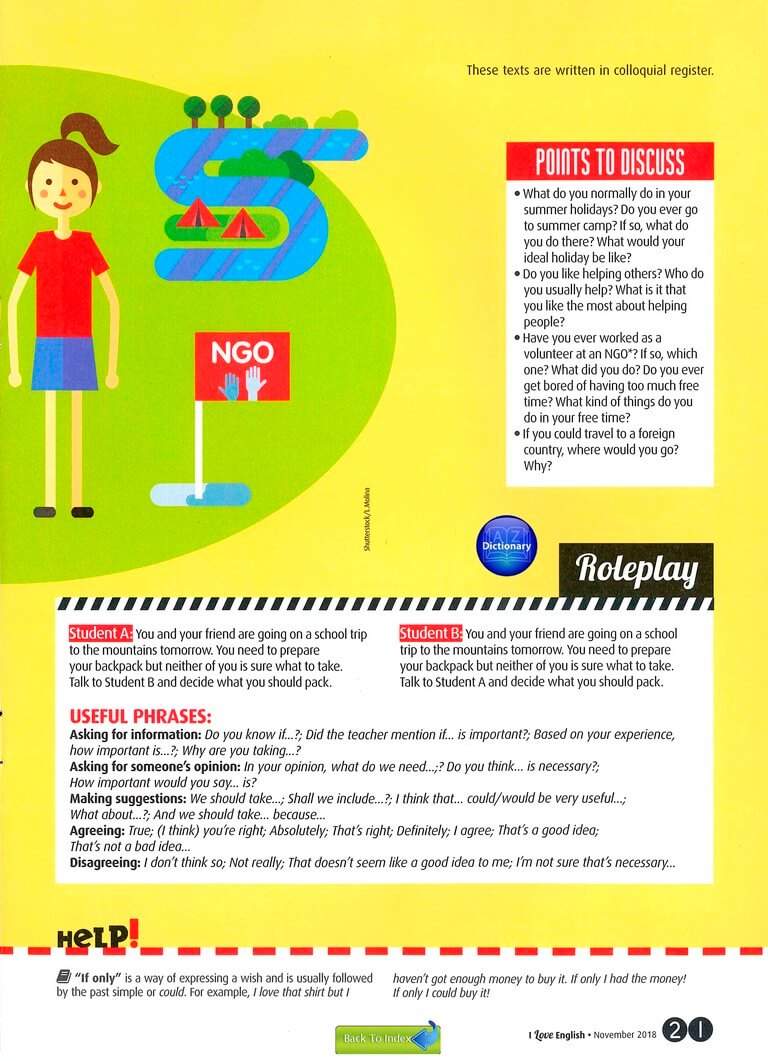 These texts are written in colloquial register.
NGO
POINTS TO DISCUSS
• What do you normally do in your
summer holidays? Do you ever go
to summer camp? If so, what do
you do there? What would your
ideal holiday be like?
• Do you like helping others? Who do
you usually help? What is it that
you like the most about helping
people?
• Have you ever worked as a
volunteer at an NGO*? If so, which
one? What did you do? Do you ever
get bored of having too much free
time? What kind of things do you
do in your free time?
• If you could travel to a foreign
country, where would you go?
Why?
Shutterstock/L.Molina
A Z
Dictionary
Roleplay
Student A: You and your friend are going on a school trip
to the mountains tomorrow. You need to prepare
your backpack but neither of you is sure what to take.
Talk to Student B and decide what you should pack.
Student B: You and your friend are going on a school
trip to the mountains tomorrow. You need to prepare
your backpack but neither of you is sure what to take.
Talk to Student A and decide what you should pack.
USEFUL PHRASES:
Asking for information: Do you know if...?; Did the teacher mention if... is important?; Based on your experience,
how important is...?; Why are you taking...?
Asking for someone's opinion: In your opinion, what do we need...;? Do you think... is necessary?;
How important would you say... is?
Making suggestions: We should take...; Shall we include...?; I think that... could/would be very useful...;
What about...?; And we should take... because...
Agreeing: True; (I think) you're right; Absolutely; That's right; Definitely; I agree; That's a good idea;
That's not a bad idea...
Disagreeing: I don't think so; Not really; That doesn't seem like a good idea to me; I'm not sure that's necessary...
HeLP!
"If only" is a way of expressing a wish and is usually followed
by the past simple or could. For example, I love that shirt but I
haven't got enough money to buy it. If only I had the money!
If only I could buy it!
Back To Index
I Love English • November 2018 21